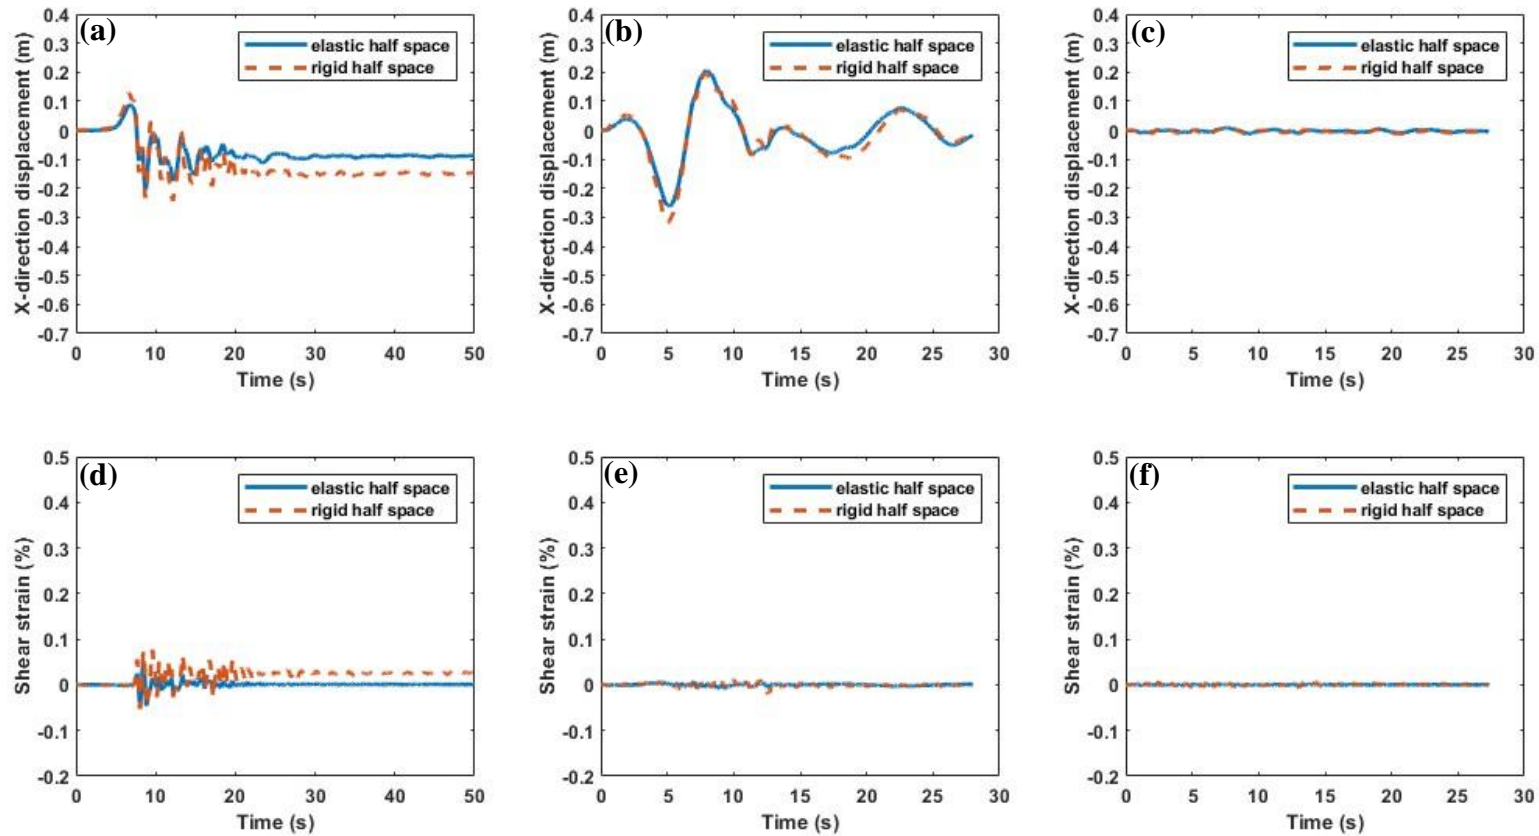 (a)
X-direction displacement (m)
0.4
0.3
0.2
0.1
0
-0.1
-0.2
-0.3
-0.4
-0.5
-0.6
-0.7
elastic half space
rigid half space
0 10 20 30 40 50
Time (s)
(b)
X-direction displacement (m)
0.4
0.3
0.2
0.1
0
-0.1
-0.2
-0.3
-0.4
-0.5
-0.6
-0.7
elastic half space
rigid half space
0 5 10 15 20 25 30
Time (s)
(c)
X-direction displacement (m)
0.4
0.3
0.2
0.1
0
-0.1
-0.2
-0.3
-0.4
-0.5
-0.6
-0.7
elastic half space
rigid half space
0 5 10 15 20 25 30
Time (s)
(d)
Shear strain (%)
0.5
0.4
0.3
0.2
0.1
0
-0.1
-0.2
elastic half space
rigid half space
0 10 20 30 40 50
Time (s)
(e)
Shear strain (%)
0.5
0.4
0.3
0.2
0.1
0
-0.1
-0.2
elastic half space
rigid half space
0 5 10 15 20 25 30
Time (s)
(f)
Shear strain (%)
0.5
0.4
0.3
0.2
0.1
0
-0.1
-0.2
elastic half space
rigid half space
0 5 10 15 20 25 30
Time (s)